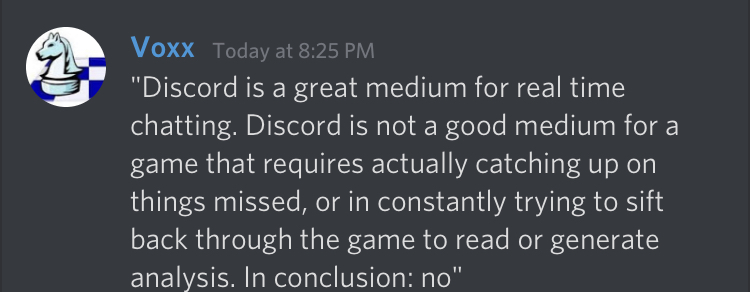 Voxx Today at 8:25 PM
"Discord is a great medium for real time
chatting. Discord is not a good medium for a
game that requires actually catching up on
things missed, or in constantly trying to sift
back through the game to read or generate
analysis. In conclusion: no"